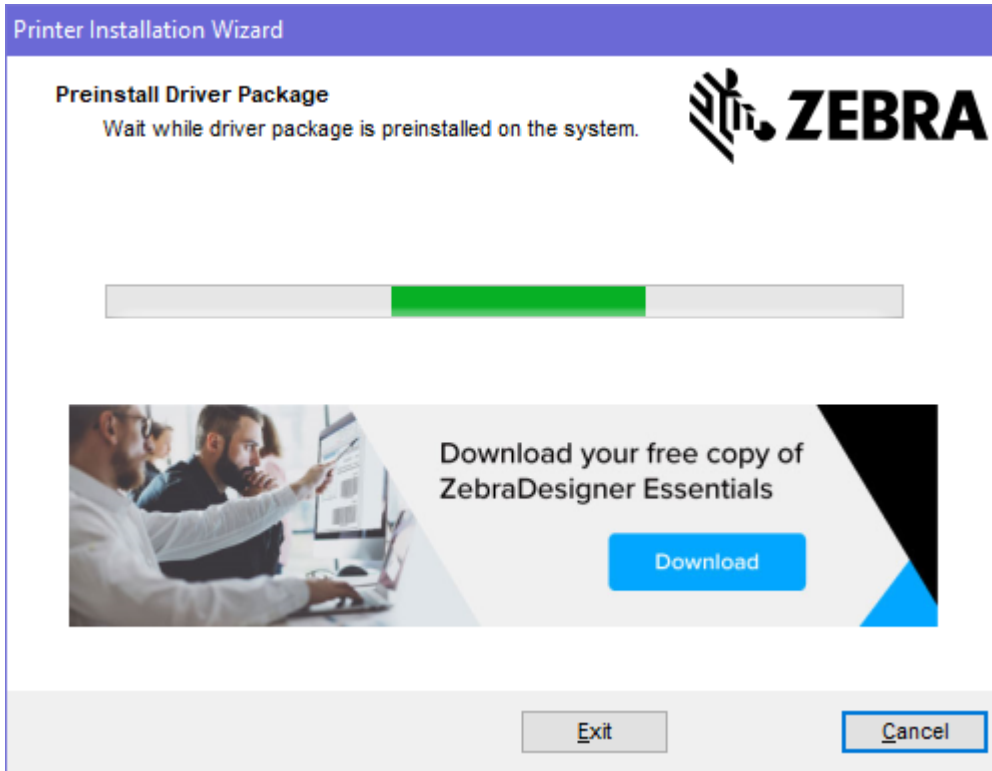 Printer Installation Wizard
Preinstall Driver Package
Wait while driver package is preinstalled on the system.
ZEBRA
Download your free copy of
ZebraDesigner Essentials
Download
Exit
Cancel